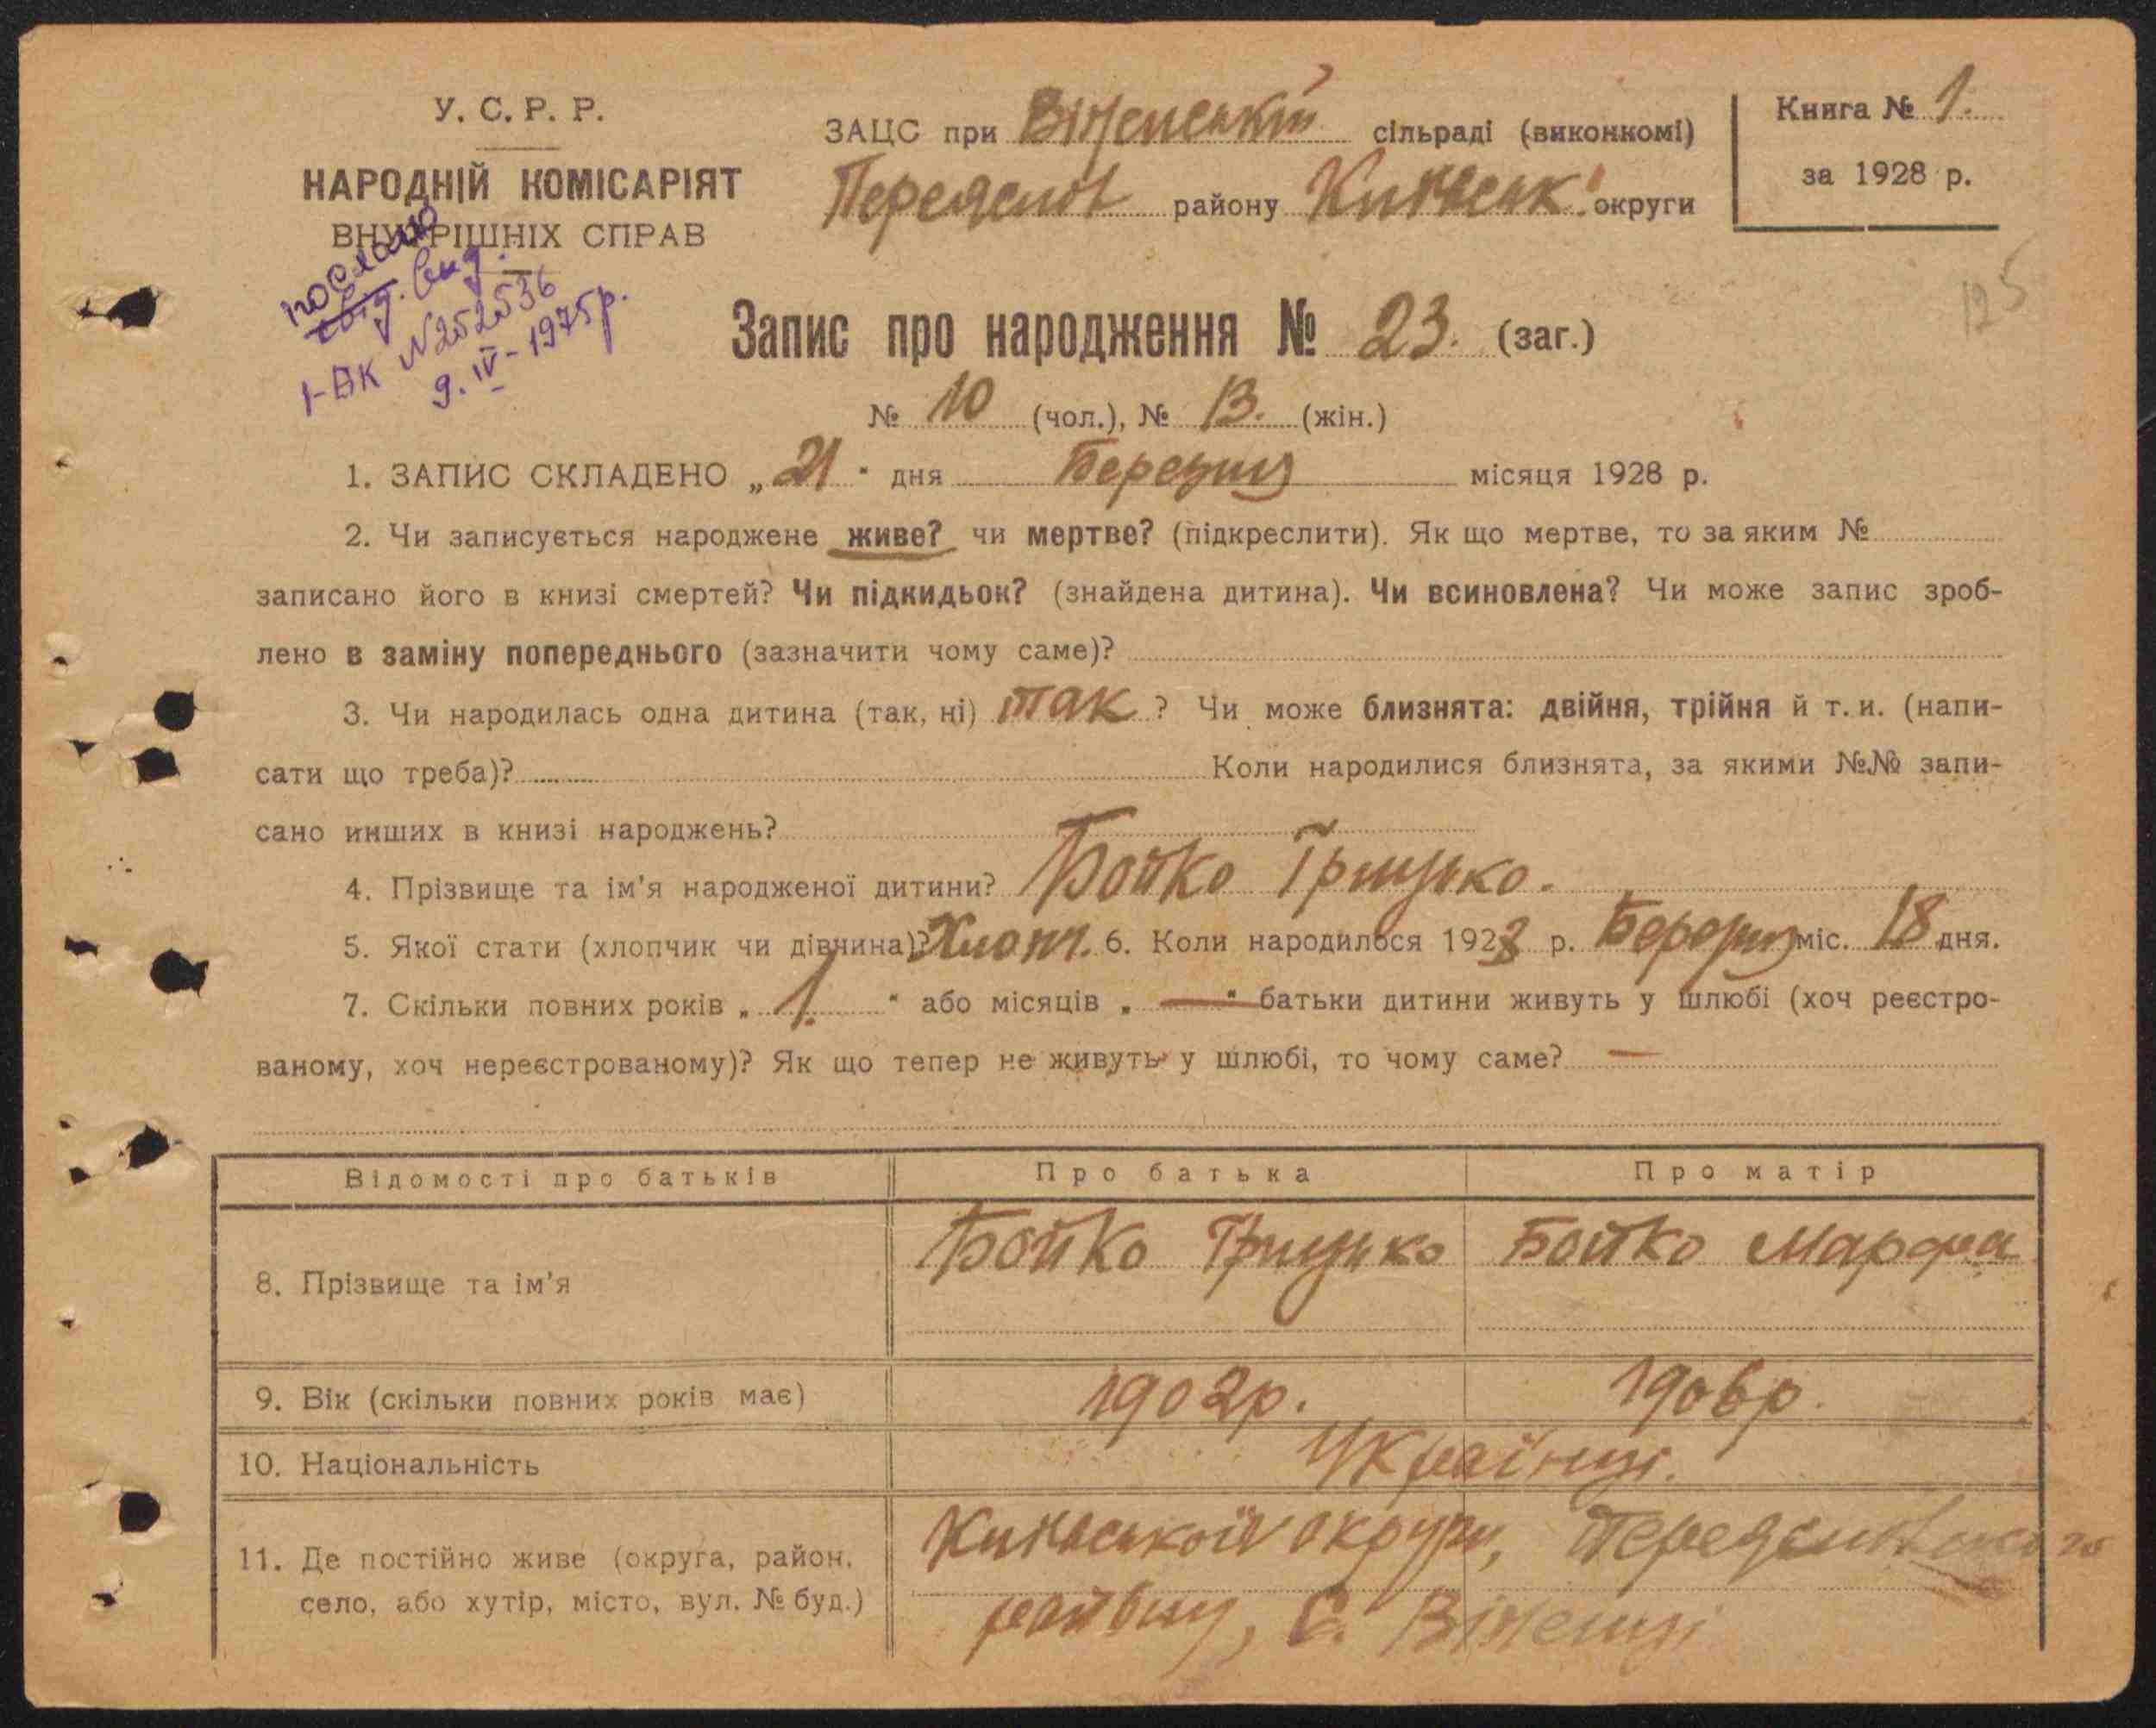 У. С. Р. Р.
НАРОДНІЙ КОМІСАРІЯТ
ВНУТРІШНІХ СПРАВ
послано
від. Свид.
І-БК №252536
9. IV - 1975р.
ЗАЦС при Віненській сільраді (виконкомі)
Переяслов району Київськ. округи
Книга № 1.
за 1928 р.
125
Запис про народження № 23. (заг.)
№ 10 (чол.), № 13. (жін.)
1. ЗАПИС СКЛАДЕНО „21" дня Березня місяця 1928 р.
2. Чи записується народжене живе? чи мертве? (підкреслити). Як що мертве, то за яким №
записано його в книзі смертей? Чи підкидьок? (знайдена дитина). Чи всиновлена? Чи може запис зроб-
лено в заміну попереднього (зазначити чому саме)?
3. Чи народилась одна дитина (так, ні) так ? Чи може близнята: двійня, трійня й т. и. (напи-
сати що треба)? Коли народилися близнята, за якими №№ запи-
сано инших в книзі народжень?
4. Прізвище та ім'я народженої дитини? Бойко Грицько.
5. Якої стати (хлопчик чи дівчина)? Хлопч. 6. Коли народилося 1928 р. Березня міс. 18 дня.
7. Скільки повних років „ 1. " або місяців „ — " батьки дитини живуть у шлюбі (хоч реєстро-
ваному, хоч нереєстрованому)? Як що тепер не живуть у шлюбі, то чому саме? —
Відомості про батьків Про батька Про матір
8. Прізвище та ім'я Бойко Грицько Бойко Марфа
9. Вік (скільки повних років має) 1902р. 1906р.
10. Національність Українці.
11. Де постійно живе (округа, район, Київської округи, Переяславського
село, або хутір, місто, вул. № буд.) району, С. Віненці